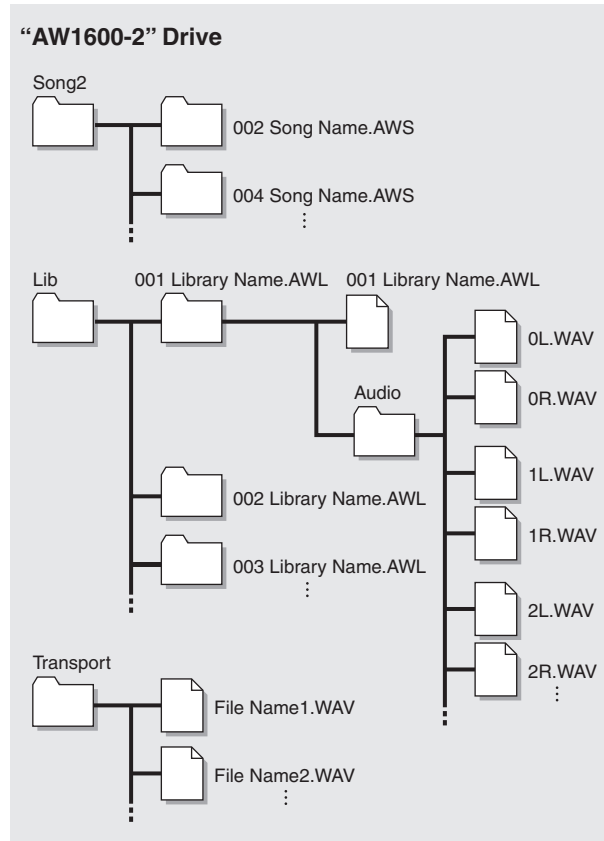 “AW1600-2” Drive
Song2
002 Song Name.AWS
004 Song Name.AWS
Lib
001 Library Name.AWL
001 Library Name.AWL
0L.WAV
Audio
0R.WAV
1L.WAV
002 Library Name.AWL
1R.WAV
003 Library Name.AWL
2L.WAV
Transport
2R.WAV
File Name1.WAV
File Name2.WAV